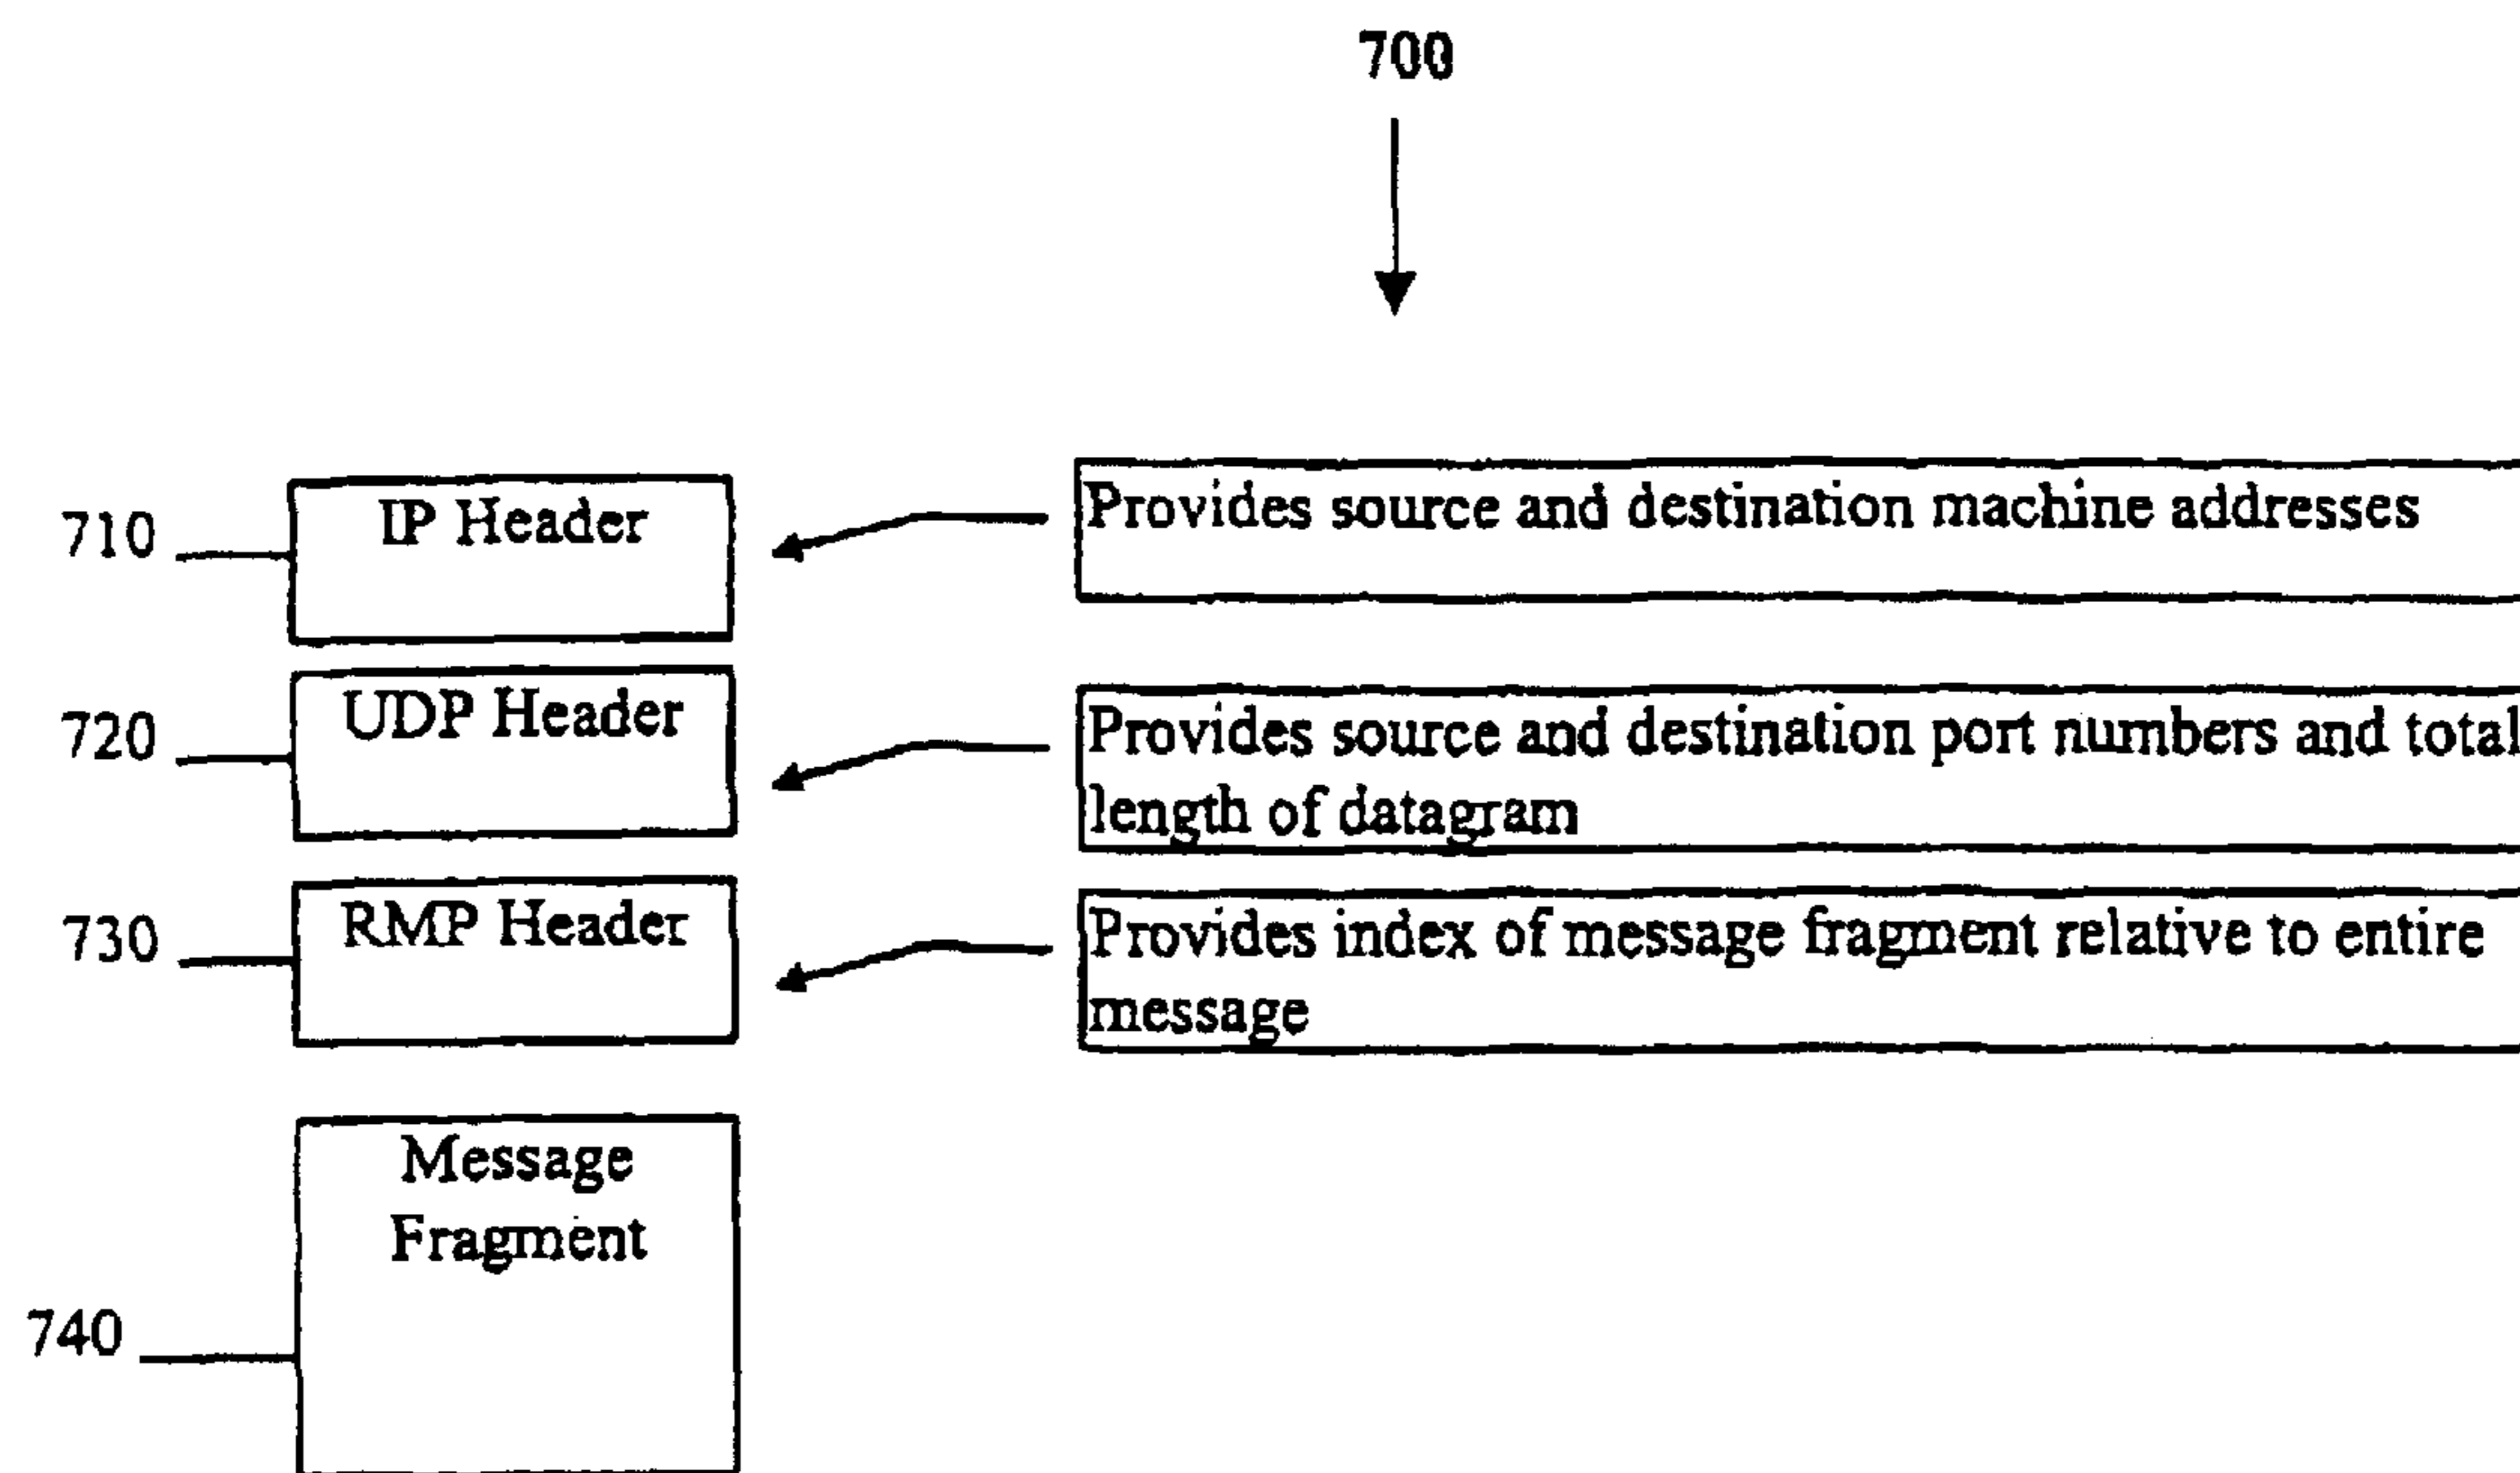 700
710
IP Header
Provides source and destination machine addresses
720
UDP Header
Provides source and destination port numbers and total
length of datagram
730
RMP Header
Provides index of message fragment relative to entire
message
Message
Fragment
740